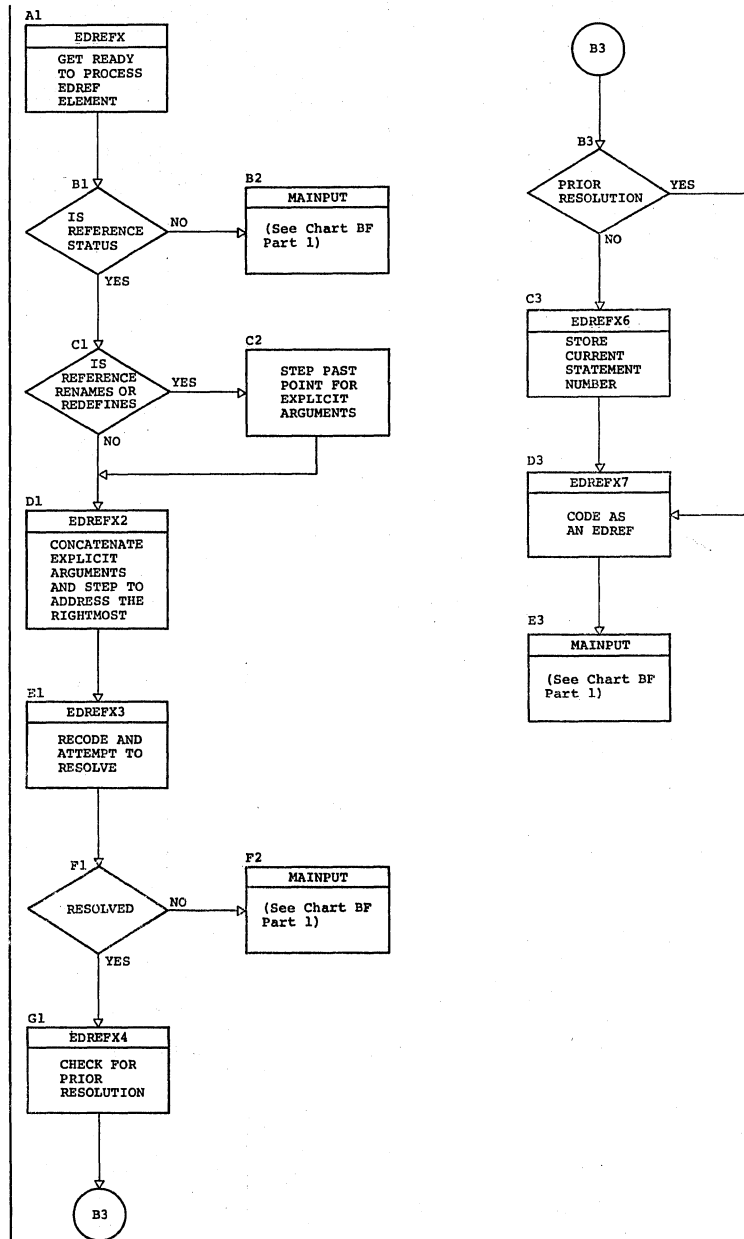 A1
EDREFX
GET READY
TO PROCESS
EDREF
ELEMENT
B1
IS
REFERENCE
STATUS
NO
YES
B2
MAINPUT
(See Chart BF
Part 1)
C1
IS
REFERENCE
RENAMES OR
REDEFINES
YES
NO
C2
STEP PAST
POINT FOR
EXPLICIT
ARGUMENTS
D1
EDREFX2
CONCATENATE
EXPLICIT
ARGUMENTS
AND STEP TO
ADDRESS THE
RIGHTMOST
E1
EDREFX3
RECODE AND
ATTEMPT TO
RESOLVE
F1
RESOLVED
NO
YES
F2
MAINPUT
(See Chart BF
Part 1)
G1
EDREFX4
CHECK FOR
PRIOR
RESOLUTION
B3
B3
B3
PRIOR
RESOLUTION
YES
NO
C3
EDREFX6
STORE
CURRENT
STATEMENT
NUMBER
D3
EDREFX7
CODE AS
AN EDREF
E3
MAINPUT
(See Chart BF
Part 1)